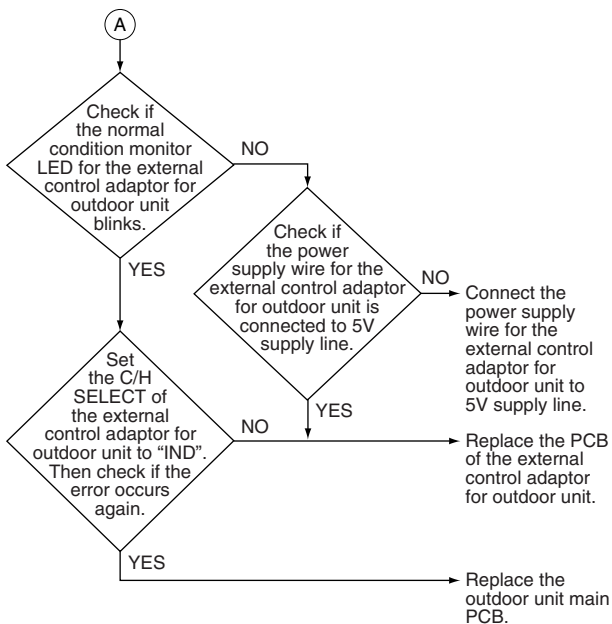 A
Check if
the normal
condition monitor
LED for the external
control adaptor for
outdoor unit
blinks.
NO
YES
Check if
the power
supply wire for the
external control adaptor
for outdoor unit is
connected to 5V
supply line.
NO
Connect the
power supply
wire for the
external control
adaptor for
outdoor unit to
5V supply line.
YES
Set
the C/H
SELECT of
the external
control adaptor for
outdoor unit to “IND”.
Then check if the
error occurs
again.
NO
Replace the PCB
of the external
control adaptor
for outdoor unit.
YES
Replace the
outdoor unit main
PCB.